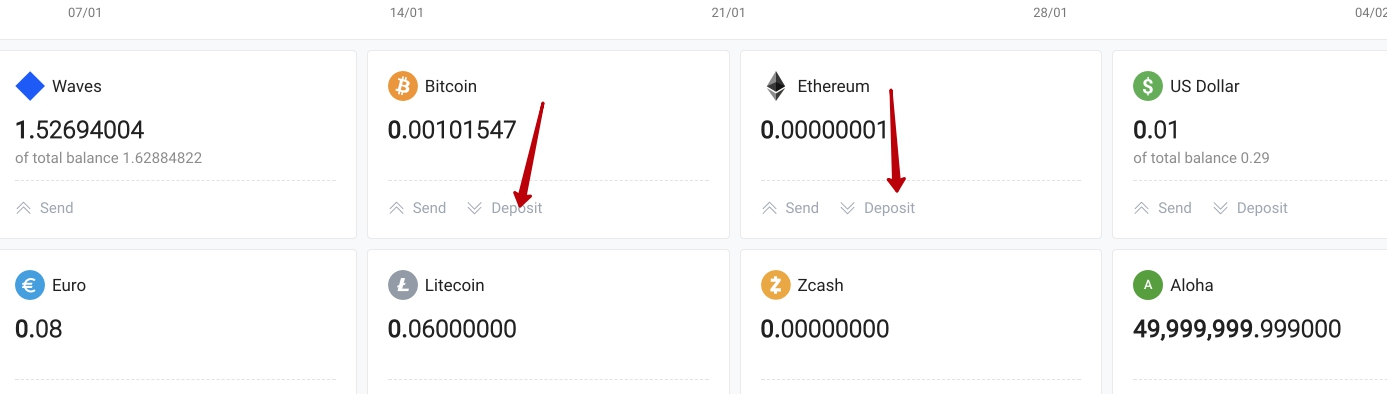 07/01 14/01 21/01 28/01 04/02
Waves Bitcoin Ethereum US Dollar
1.52694004 0.00101547 0.00000001 0.01
of total balance 1.62884822 of total balance 0.29
Send Send Deposit Send Deposit Send Deposit
Euro Litecoin Zcash A Aloha
0.08 0.06000000 0.00000000 49,999,999.999000